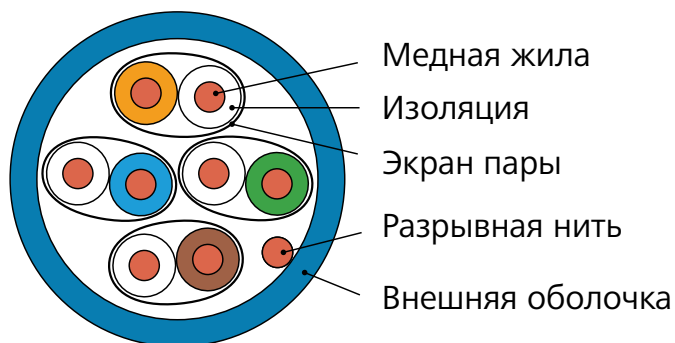 Медная жила
Изоляция
Экран пары
Разрывная нить
Внешняя оболочка